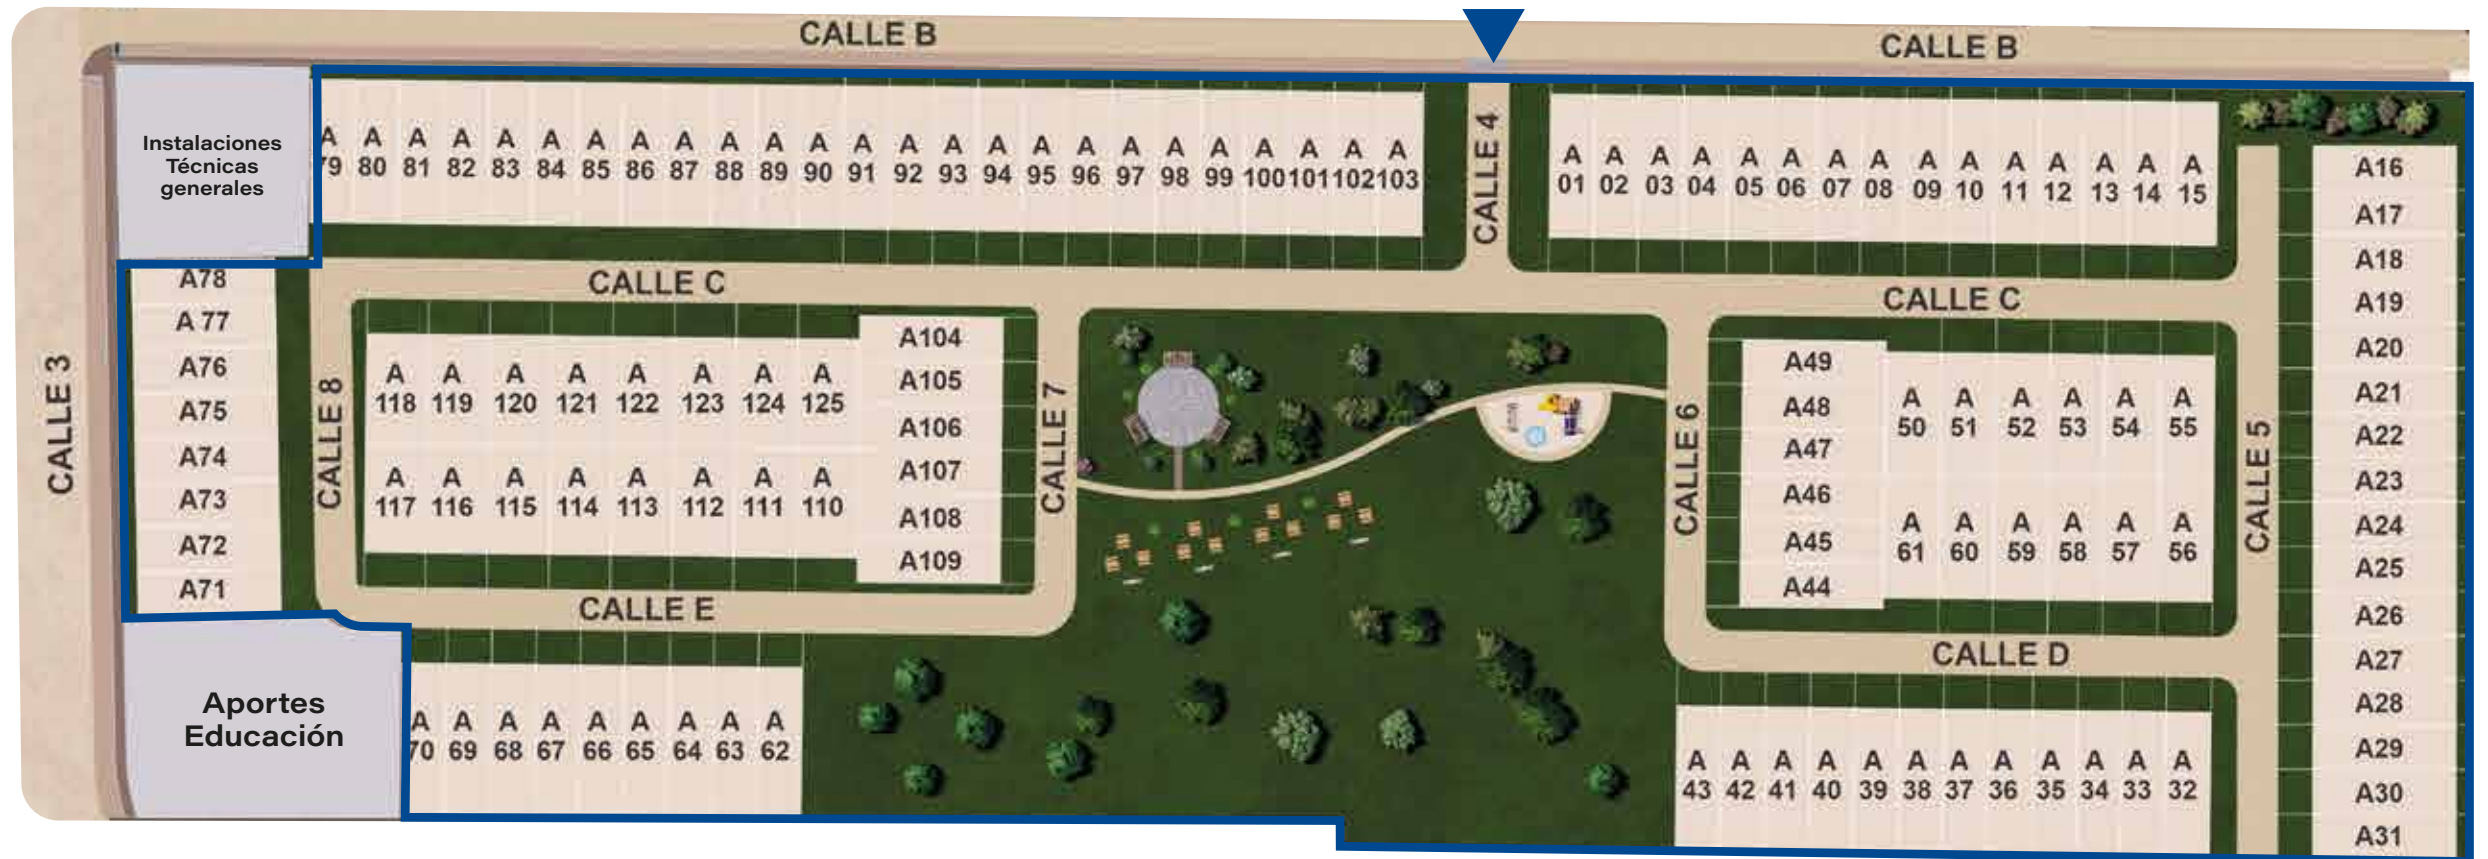 CALLE B
CALLE B
Instalaciones
Técnicas
generales
A A A A A A A A A A A A A A A A A A A A A A A A A
79 80 81 82 83 84 85 86 87 88 89 90 91 92 93 94 95 96 97 98 99 100 101 102 103
CALLE 4
A A A A A A A A A A A A A A A
01 02 03 04 05 06 07 08 09 10 11 12 13 14 15
A16
A17
A18
A19
A20
A21
A22
A23
A24
A25
A26
A27
A28
A29
A30
A31
CALLE C
CALLE C
CALLE 3
A78
A 77
A76
A75
A74
A73
A72
A71
CALLE 8
A A A A A A A A
118 119 120 121 122 123 124 125
A A A A A A A A
117 116 115 114 113 112 111 110
A104
A105
A106
A107
A108
A109
CALLE 7
CALLE 6
A49
A48
A47
A46
A45
A44
A A A A A A
50 51 52 53 54 55
A A A A A A
61 60 59 58 57 56
CALLE 5
CALLE E
CALLE D
Aportes
Educación
A A A A A A A A A
70 69 68 67 66 65 64 63 62
A A A A A A A A A A A A
43 42 41 40 39 38 37 36 35 34 33 32